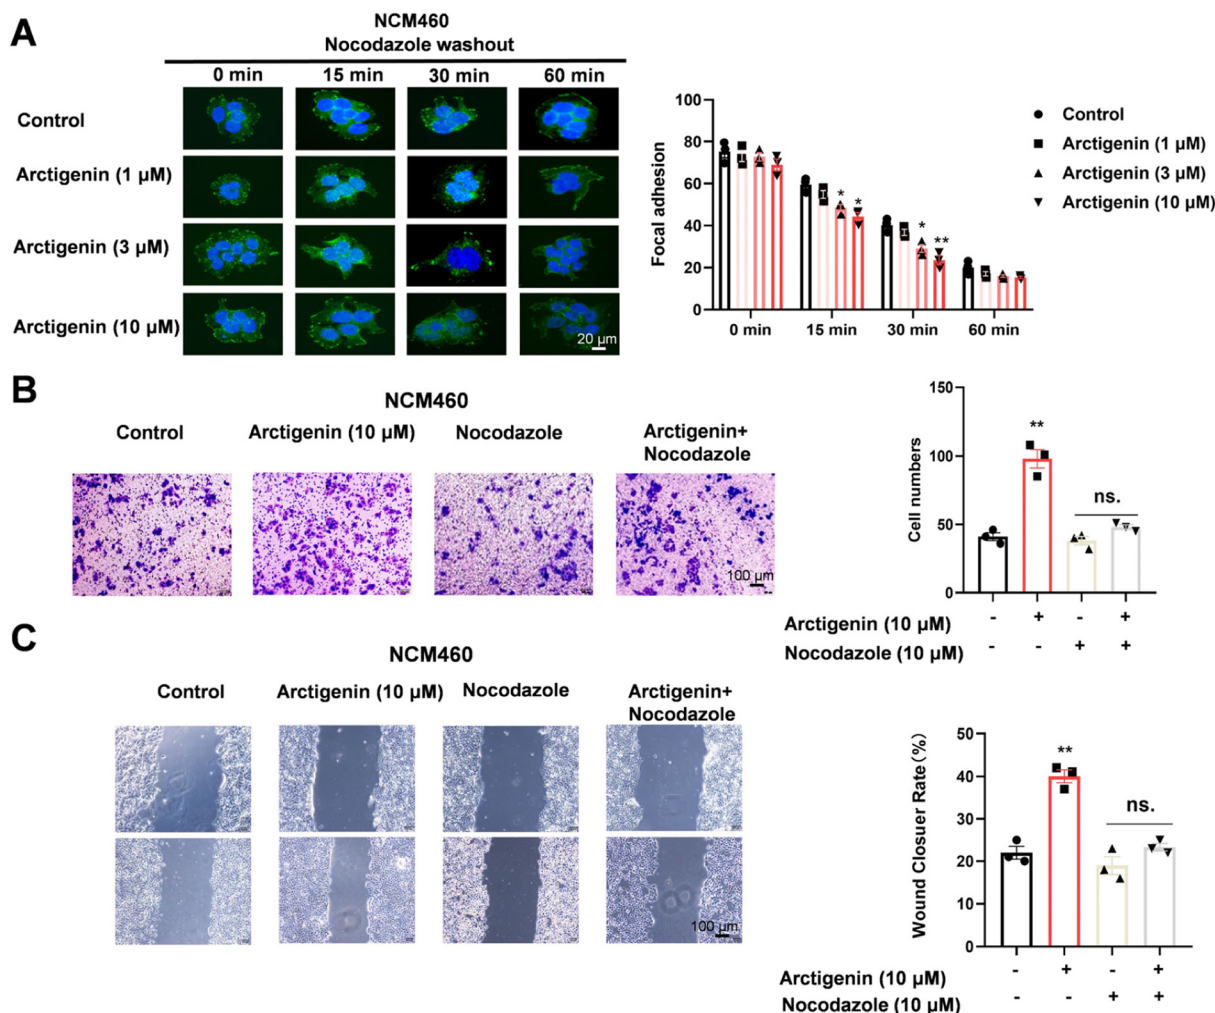 A
NCM460
Nocodazole washout
0 min 15 min 30 min 60 min
Control
Arctigenin (1 μM)
Arctigenin (3 μM)
Arctigenin (10 μM)
20 μm
Focal adhesion
100
80
60
40
20
0
* *
* **
0 min 15 min 30 min 60 min
Control
Arctigenin (1 μM)
Arctigenin (3 μM)
Arctigenin (10 μM)
B
NCM460
Control Arctigenin (10 μM) Nocodazole Arctigenin+
Nocodazole
100 μm
Cell numbers
150
100
50
0
**
ns.
Arctigenin (10 μM) - + - +
Nocodazole (10 μM) - - + +
C
NCM460
Control Arctigenin (10 μM) Nocodazole Arctigenin+
Nocodazole
100 μm
Wound Closuer Rate (%)
50
40
30
20
10
0
**
ns.
Arctigenin (10 μM) - + - +
Nocodazole (10 μM) - - + +